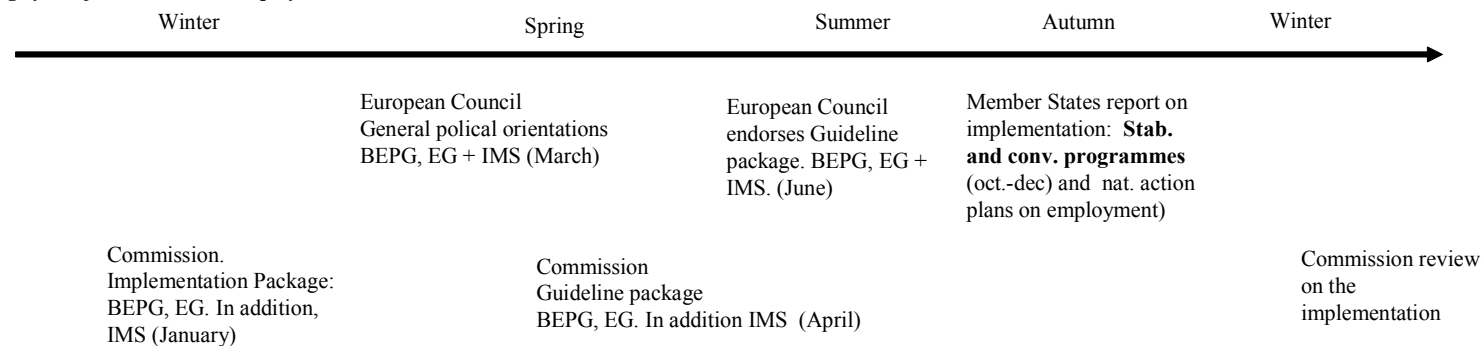 Winter Spring Summer Autumn Winter
European Council
General polical orientations
BEPG, EG + IMS (March)
European Council
endorses Guideline
package. BEPG, EG +
IMS. (June)
Member States report on
implementation: Stab.
and conv. programmes
(oct.-dec) and nat. action
plans on employment)
Commission.
Implementation Package:
BEPG, EG. In addition,
IMS (January)
Commission
Guideline package
BEPG, EG. In addition IMS (April)
Commission review
on the
implementation